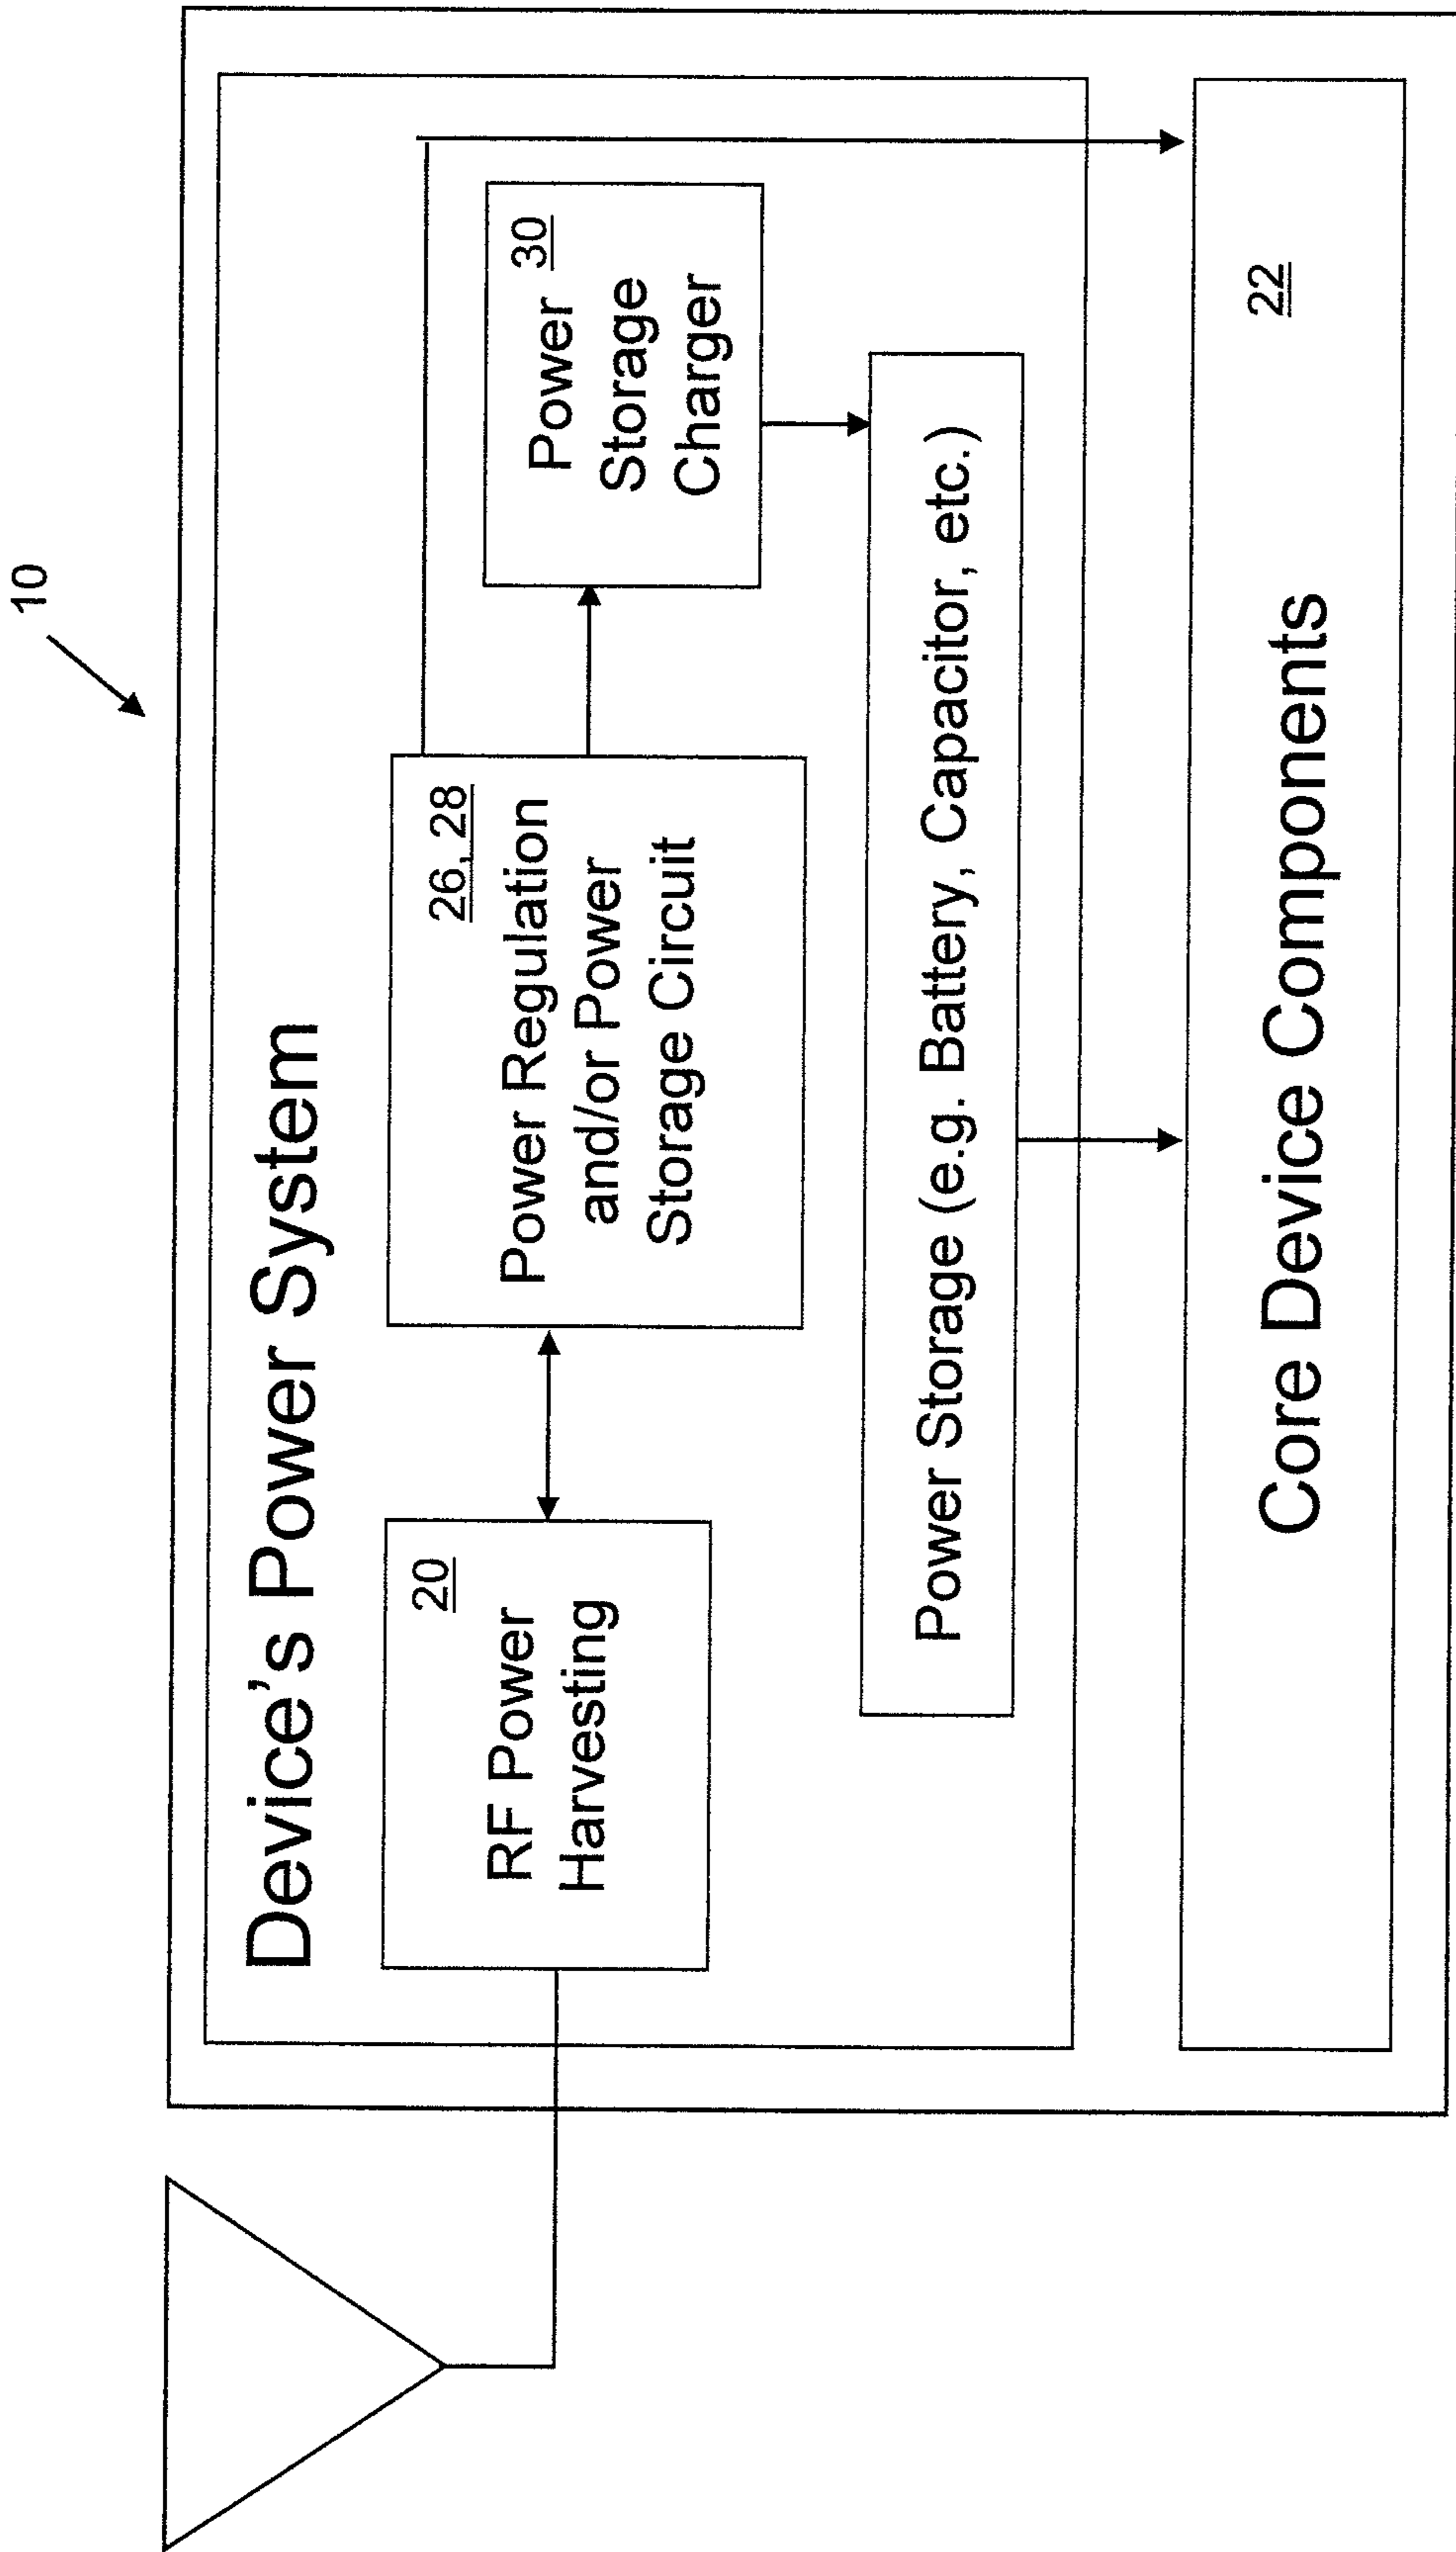 10
Device's Power System
20
RF Power
Harvesting
26, 28
Power Regulation
and/or Power
Storage Circuit
30
Power
Storage
Charger
Power Storage (e.g. Battery, Capacitor, etc.)
22
Core Device Components